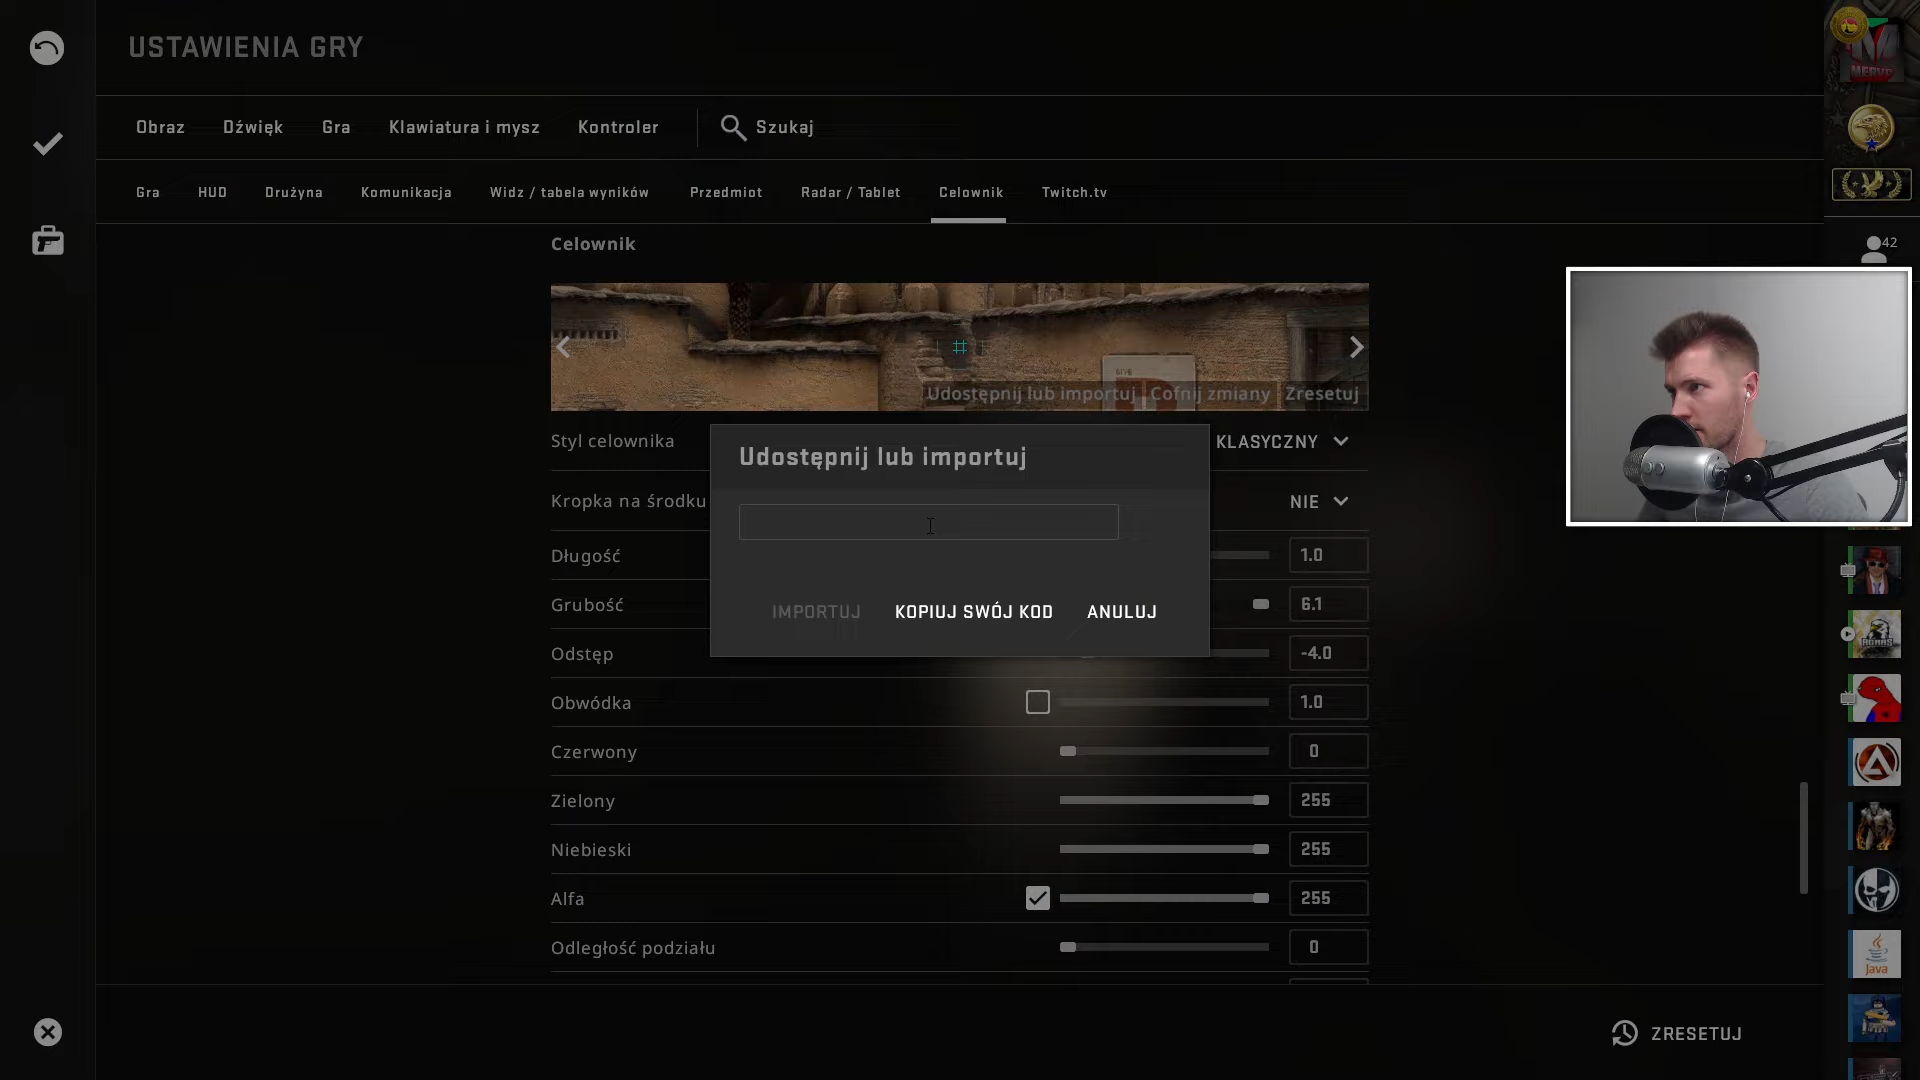 USTAWIENIA GRY
Obraz Dźwięk Gra Klawiatura i mysz Kontroler Szukaj
Gra HUD Drużyna Komunikacja Widz / tabela wyników Przedmiot Radar / Tablet Celownik Twitch.tv
42
Celownik
Udostępnij lub importuj Cofnij zmiany Zresetuj
Styl celownika KLASYCZNY
Kropka na środku NIE
Udostępnij lub importuj
IMPORTUJ KOPIUJ SWÓJ KOD ANULUJ
Długość 1.0
Grubość 6.1
Odstęp -4.0
Obwódka 1.0
Czerwony 0
Zielony 255
Niebieski 255
Alfa 255
Odległość podziału 0
Java
ZRESETUJ